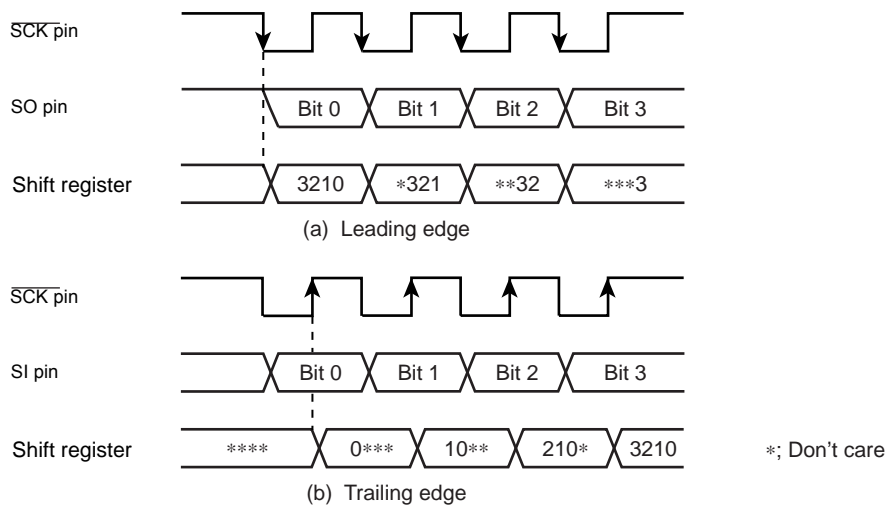 SCK pin
SO pin Bit 0 Bit 1 Bit 2 Bit 3
Shift register 3210 *321 **32 ***3
(a) Leading edge
SCK pin
SI pin Bit 0 Bit 1 Bit 2 Bit 3
Shift register **** 0*** 10** 210* 3210 *; Don't care
(b) Trailing edge